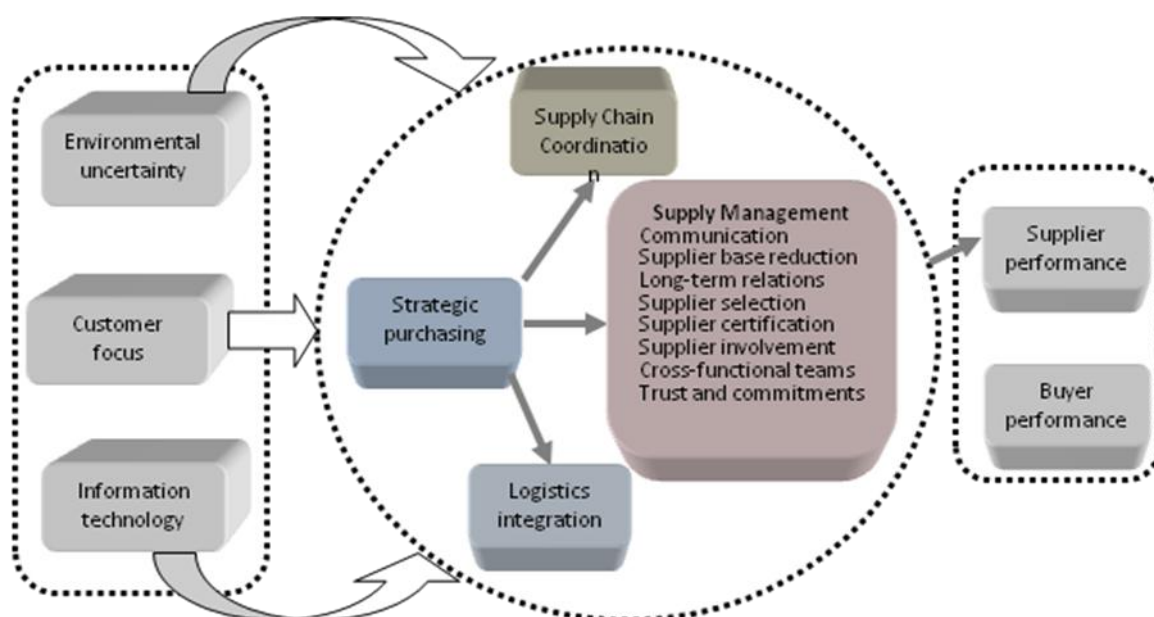 Environmental
uncertainty
Customer
focus
Information
technology
Supply Chain
Coordinatio
n
Strategic
purchasing
Supply Management
Communication
Supplier base reduction
Long-term relations
Supplier selection
Supplier certification
Supplier involvement
Cross-functional teams
Trust and commitments
Logistics
integration
Supplier
performance
Buyer
performance